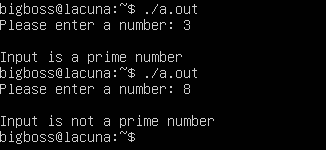 bigboss@lacuna:~$ ./a.out
Please enter a number: 3
Input is a prime number
bigboss@lacuna:~$ ./a.out
Please enter a number: 8
Input is not a prime number
bigboss@lacuna:~$